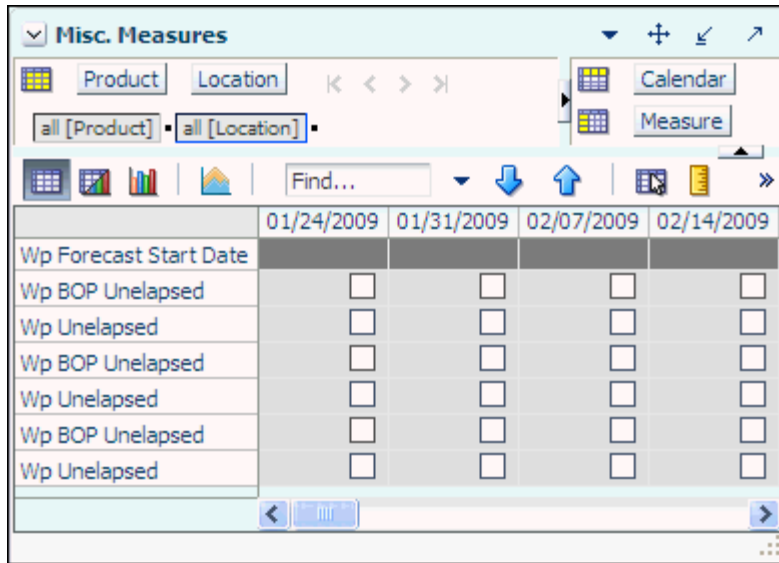 Misc. Measures
Product Location Calendar
Measure
all [Product] all [Location]
Find...
01/24/2009 01/31/2009 02/07/2009 02/14/2009
Wp Forecast Start Date
Wp BOP Unelapsed
Wp Unelapsed
Wp BOP Unelapsed
Wp Unelapsed
Wp BOP Unelapsed
Wp Unelapsed